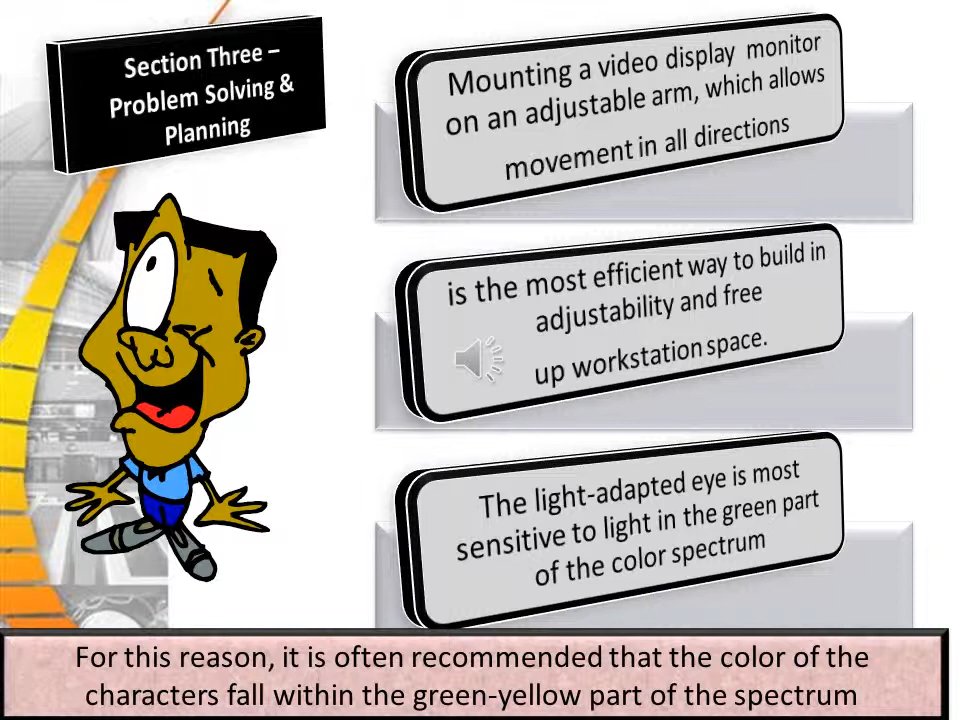 Section Three –
Problem Solving &
Planning
Mounting a video display monitor
on an adjustable arm, which allows
movement in all directions
is the most efficient way to build in
adjustability and free
up workstation space.
The light-adapted eye is most
sensitive to light in the green part
of the color spectrum
For this reason, it is often recommended that the color of the
characters fall within the green-yellow part of the spectrum